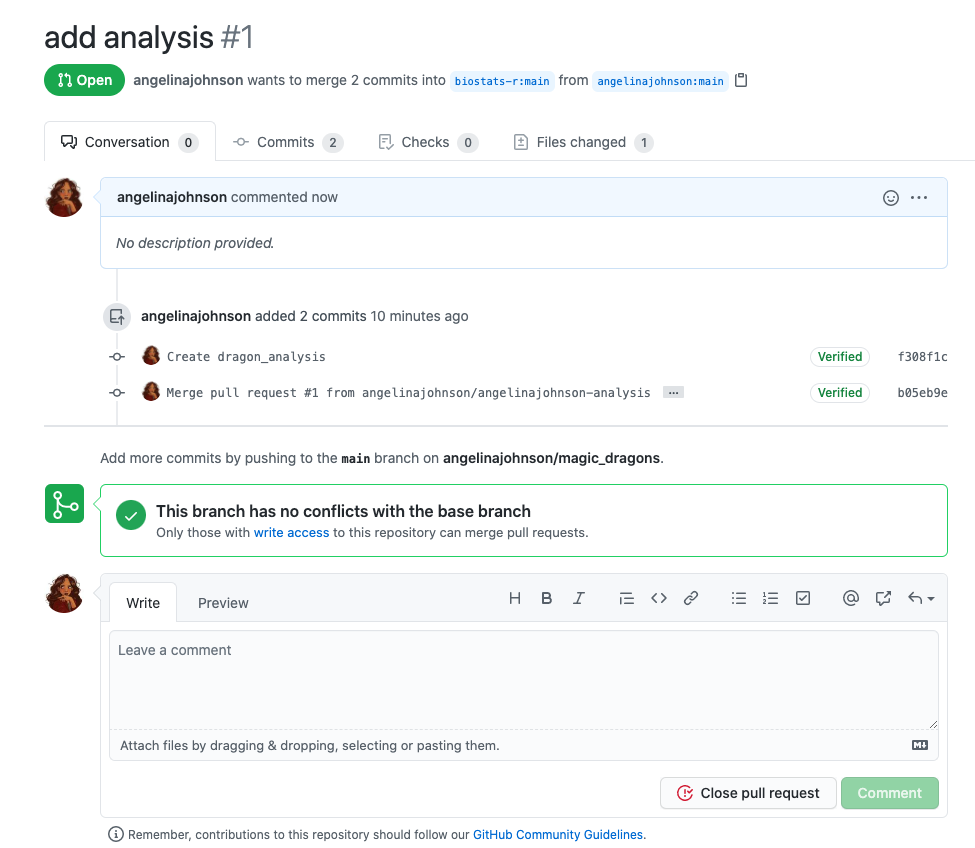 add analysis #1
Open angelinajohnson wants to merge 2 commits into biostats-r:main from angelinajohnson:main
Conversation 0 Commits 2 Checks 0 Files changed 1
angelinajohnson commented now
No description provided.
angelinajohnson added 2 commits 10 minutes ago
Create dragon_analysis Verified f308f1c
Merge pull request #1 from angelinajohnson/angelinajohnson-analysis ... Verified b05eb9e
Add more commits by pushing to the main branch on angelinajohnson/magic_dragons.
This branch has no conflicts with the base branch
Only those with write access to this repository can merge pull requests.
Write Preview H B I
Leave a comment
Attach files by dragging & dropping, selecting or pasting them.
Close pull request Comment
Remember, contributions to this repository should follow our GitHub Community Guidelines.